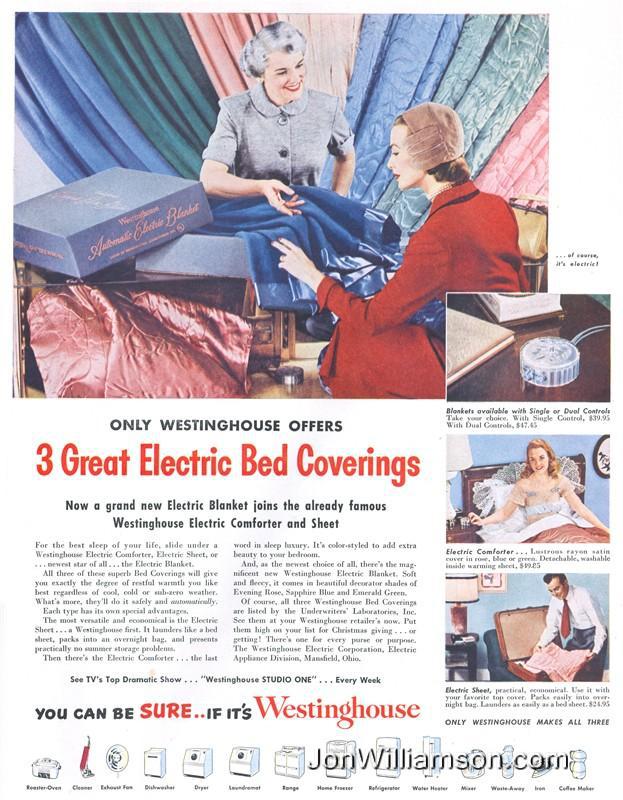 Westinghouse
Automatic Electric Blanket
... of course,
it's electric!
Blankets available with Single or Dual Controls
Take your choice. With Single Control, $39.95
With Dual Controls, $47.45
ONLY WESTINGHOUSE OFFERS
3 Great Electric Bed Coverings
Now a grand new Electric Blanket joins the already famous
Westinghouse Electric Comforter and Sheet
For the best sleep of your life, slide under a
Westinghouse Electric Comforter, Electric Sheet, or
... newest star of all ... the Electric Blanket.
All three of these superb Bed Coverings will give
you exactly the degree of restful warmth you like
best regardless of cool, cold or sub-zero weather.
What's more, they'll do it safely and automatically.
Each type has its own special advantages.
The most versatile and economical is the Electric
Sheet ... a Westinghouse first. It launders like a bed
sheet, packs into an overnight bag, and presents
practically no summer storage problems.
Then there's the Electric Comforter ... the last
word in sleep luxury. It's color-styled to add extra
beauty to your bedroom.
And, as the newest choice of all, there's the mag-
nificent new Westinghouse Electric Blanket. Soft
and fleecy, it comes in beautiful decorator shades of
Evening Rose, Sapphire Blue and Emerald Green.
Of course, all three Westinghouse Bed Coverings
are listed by the Underwriters' Laboratories, Inc.
See them at your Westinghouse retailer's now. Put
them high on your list for Christmas giving ... or
getting! There's one for every purse or purpose.
The Westinghouse Electric Corporation, Electric
Appliance Division, Mansfield, Ohio.
Electric Comforter ... Lustrous rayon satin
cover in rose, blue or green. Detachable, washable
inside warming sheet, $49.85
Electric Sheet, practical, economical. Use it with
your favorite top cover. Packs easily into over-
night bag. Launders as easily as a bed sheet. $24.95
See TV's Top Dramatic Show ... "Westinghouse STUDIO ONE" ... Every Week
YOU CAN BE SURE..IF IT'S Westinghouse
ONLY WESTINGHOUSE MAKES ALL THREE
JonWilliamson.com
Roaster-Oven Cleaner Exhaust Fan Dishwasher Dryer Laundromat Range Home Freezer Refrigerator Water Heater Mixer Waste-Away Iron Coffee Maker